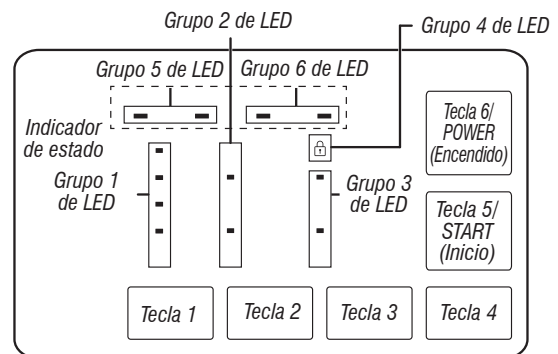 Grupo 2 de LED
Grupo 4 de LED
Grupo 5 de LED
Grupo 6 de LED
Indicador
de estado
Grupo 1
de LED
Grupo 3
de LED
Tecla 6/
POWER
(Encendido)
Tecla 5/
START
(Inicio)
Tecla 1
Tecla 2
Tecla 3
Tecla 4